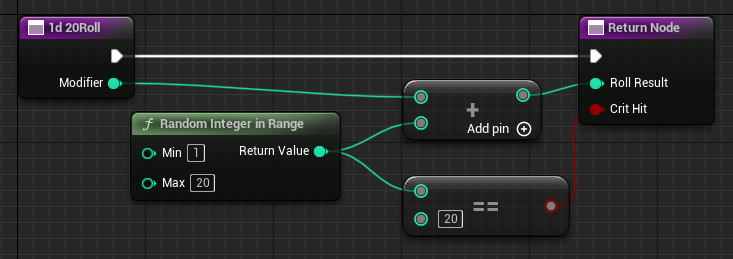 1d 20Roll
Modifier
Random Integer in Range
Min 1
Return Value
Max 20
+
Add pin
==
20
Return Node
Roll Result
Crit Hit